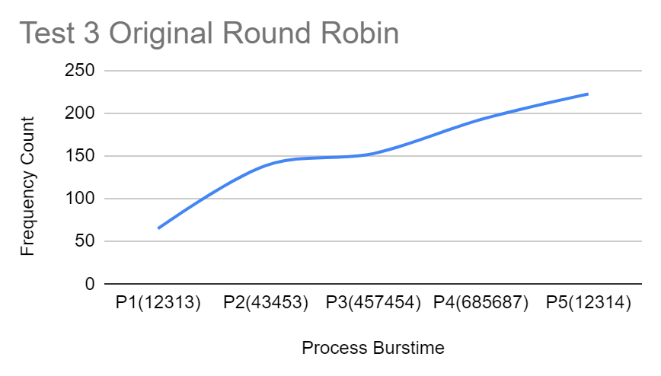 Test 3 Original Round Robin
250
200
150
100
50
0
Frequency Count
P1(12313) P2(43453) P3(457454) P4(685687) P5(12314)
Process Burstime